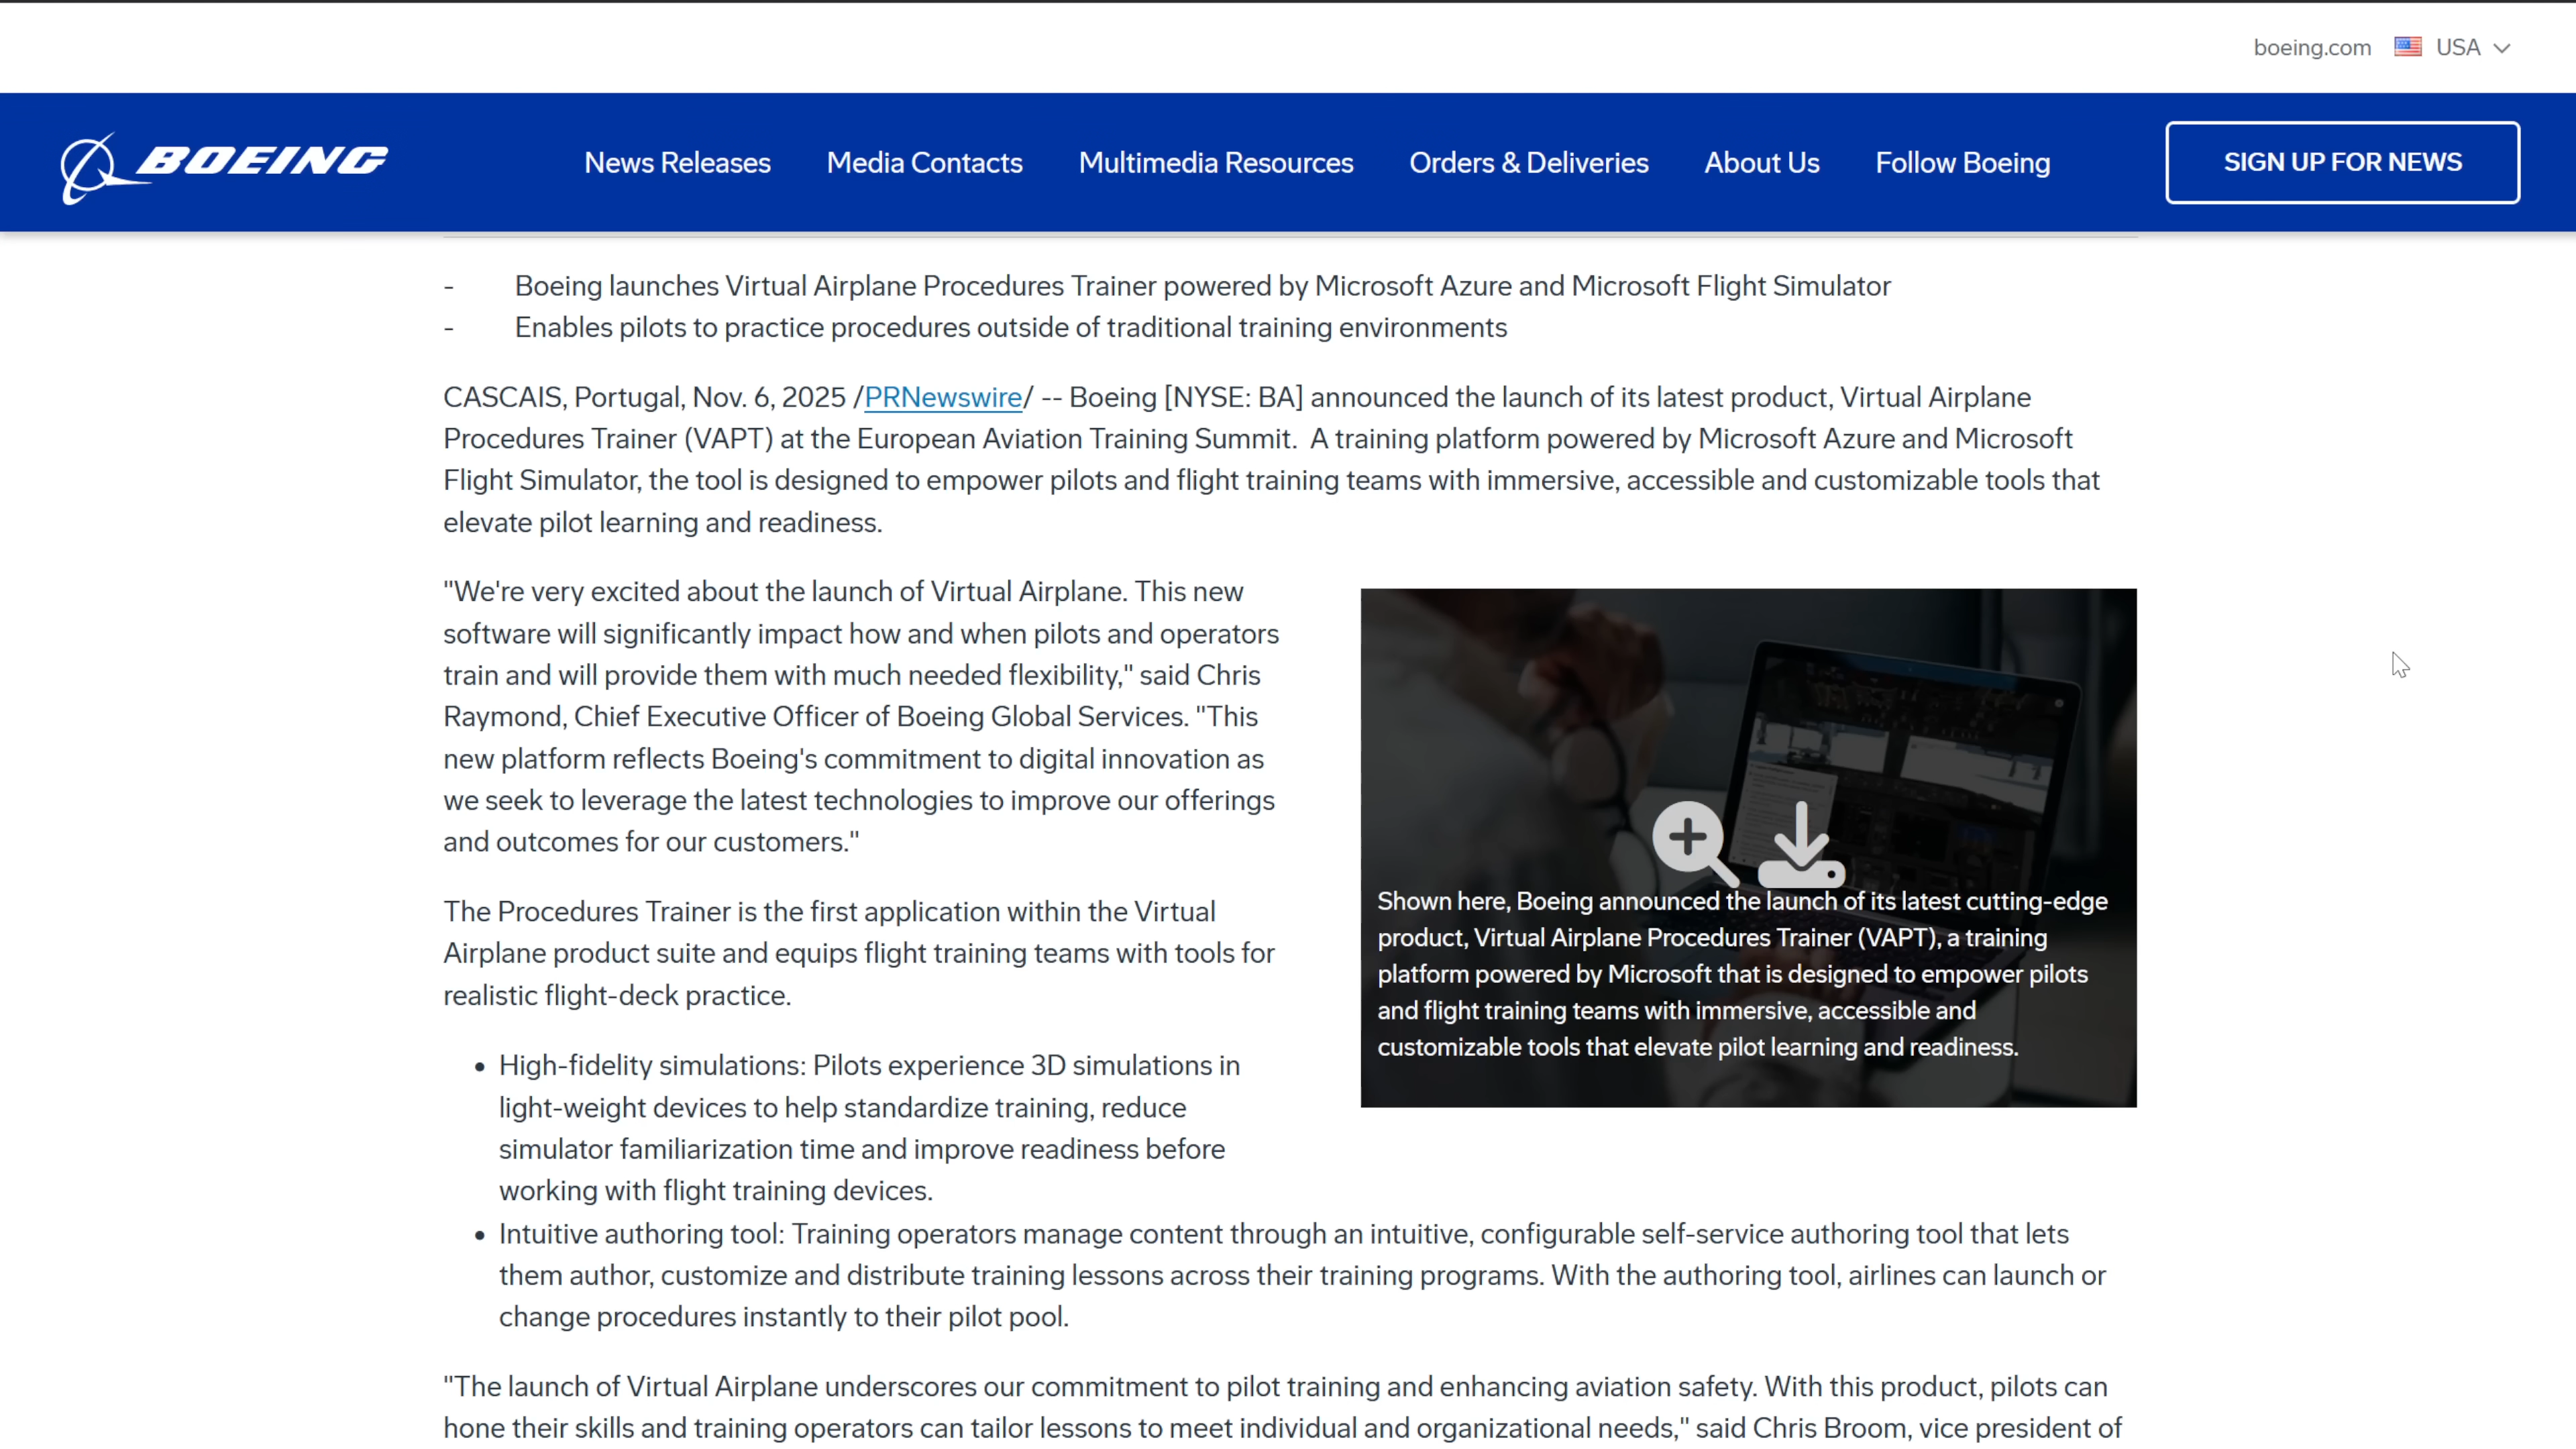 boeing.com USA
BOEING
News Releases Media Contacts Multimedia Resources Orders & Deliveries About Us Follow Boeing SIGN UP FOR NEWS
- Boeing launches Virtual Airplane Procedures Trainer powered by Microsoft Azure and Microsoft Flight Simulator
- Enables pilots to practice procedures outside of traditional training environments
CASCAIS, Portugal, Nov. 6, 2025 /PRNewswire/ -- Boeing [NYSE: BA] announced the launch of its latest product, Virtual Airplane
Procedures Trainer (VAPT) at the European Aviation Training Summit. A training platform powered by Microsoft Azure and Microsoft
Flight Simulator, the tool is designed to empower pilots and flight training teams with immersive, accessible and customizable tools that
elevate pilot learning and readiness.
"We're very excited about the launch of Virtual Airplane. This new
software will significantly impact how and when pilots and operators
train and will provide them with much needed flexibility," said Chris
Raymond, Chief Executive Officer of Boeing Global Services. "This
new platform reflects Boeing's commitment to digital innovation as
we seek to leverage the latest technologies to improve our offerings
and outcomes for our customers."
The Procedures Trainer is the first application within the Virtual
Airplane product suite and equips flight training teams with tools for
realistic flight-deck practice.
Shown here, Boeing announced the launch of its latest cutting-edge
product, Virtual Airplane Procedures Trainer (VAPT), a training
platform powered by Microsoft that is designed to empower pilots
and flight training teams with immersive, accessible and
customizable tools that elevate pilot learning and readiness.
• High-fidelity simulations: Pilots experience 3D simulations in
light-weight devices to help standardize training, reduce
simulator familiarization time and improve readiness before
working with flight training devices.
• Intuitive authoring tool: Training operators manage content through an intuitive, configurable self-service authoring tool that lets
them author, customize and distribute training lessons across their training programs. With the authoring tool, airlines can launch or
change procedures instantly to their pilot pool.
"The launch of Virtual Airplane underscores our commitment to pilot training and enhancing aviation safety. With this product, pilots can
hone their skills and training operators can tailor lessons to meet individual and organizational needs," said Chris Broom, vice president of